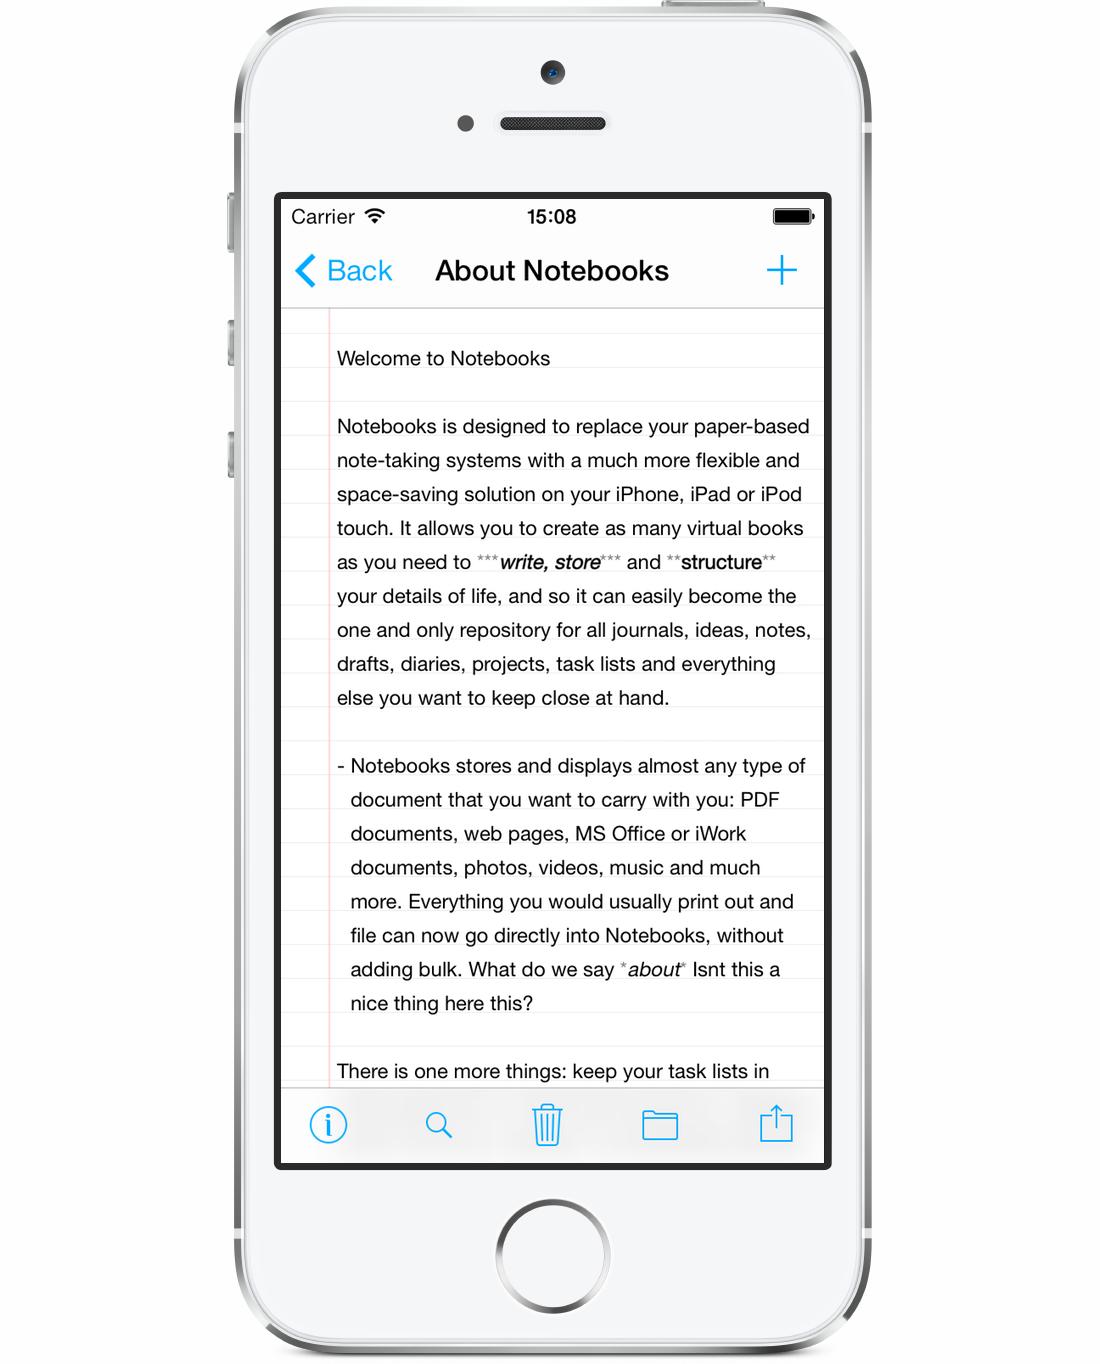 Carrier 15:08
Back About Notebooks
Welcome to Notebooks
Notebooks is designed to replace your paper-based
note-taking systems with a much more flexible and
space-saving solution on your iPhone, iPad or iPod
touch. It allows you to create as many virtual books
as you need to ***write, store*** and **structure**
your details of life, and so it can easily become the
one and only repository for all journals, ideas, notes,
drafts, diaries, projects, task lists and everything
else you want to keep close at hand.
- Notebooks stores and displays almost any type of
document that you want to carry with you: PDF
documents, web pages, MS Office or iWork
documents, photos, videos, music and much
more. Everything you would usually print out and
file can now go directly into Notebooks, without
adding bulk. What do we say *about* Isnt this a
nice thing here this?
There is one more things: keep your task lists in